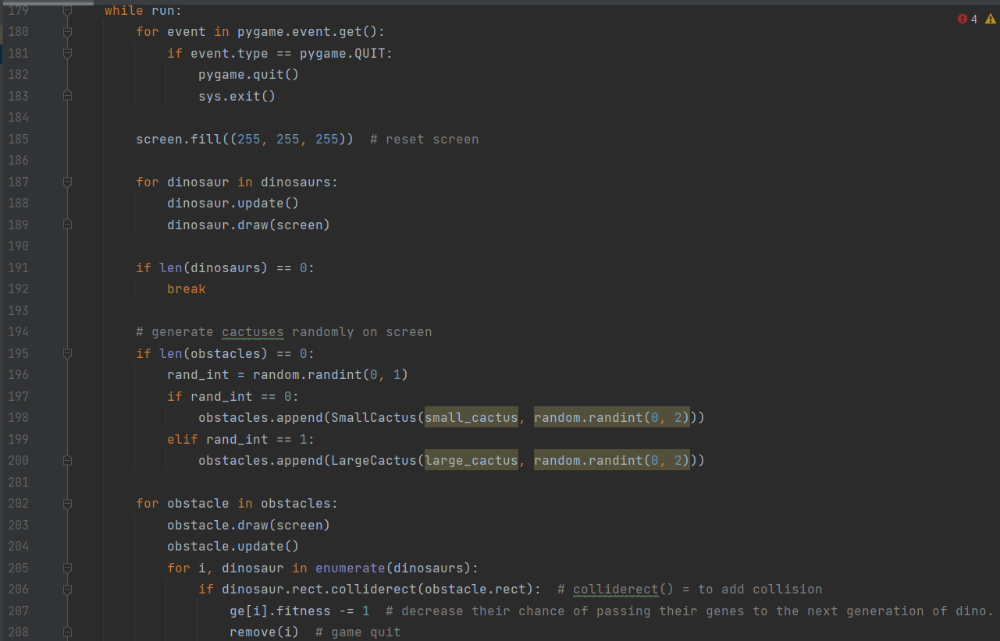 179 while run:
180 for event in pygame.event.get():
181 if event.type == pygame.QUIT:
182 pygame.quit()
183 sys.exit()
184
185 screen.fill((255, 255, 255))  # reset screen
186
187 for dinosaur in dinosaurs:
188 dinosaur.update()
189 dinosaur.draw(screen)
190
191 if len(dinosaurs) == 0:
192 break
193
194 # generate cactuses randomly on screen
195 if len(obstacles) == 0:
196 rand_int = random.randint(0, 1)
197 if rand_int == 0:
198 obstacles.append(SmallCactus(small_cactus, random.randint(0, 2)))
199 elif rand_int == 1:
200 obstacles.append(LargeCactus(large_cactus, random.randint(0, 2)))
201
202 for obstacle in obstacles:
203 obstacle.draw(screen)
204 obstacle.update()
205 for i, dinosaur in enumerate(dinosaurs):
206 if dinosaur.rect.colliderect(obstacle.rect):  # colliderect() = to add collision
207 ge[i].fitness -= 1  # decrease their chance of passing their genes to the next generation of dino.
208 remove(i)  # game quit
4